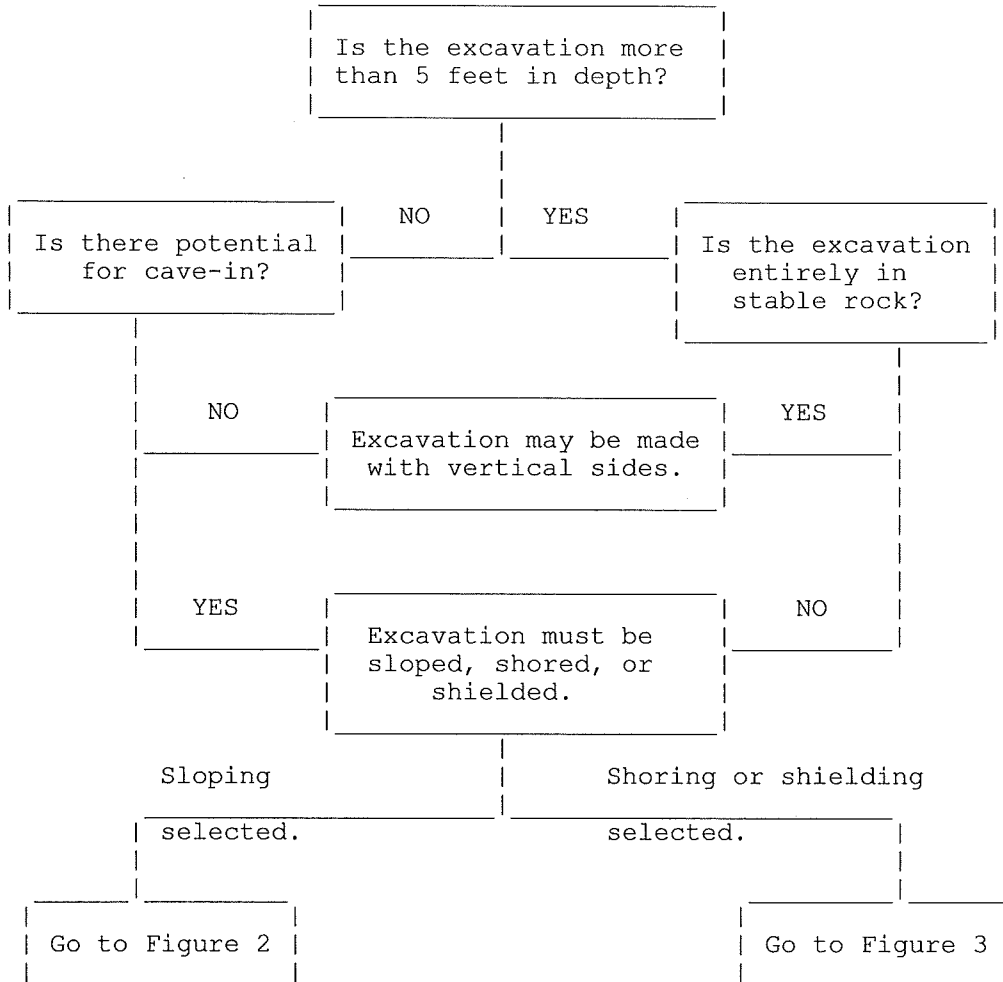 Is the excavation more
than 5 feet in depth?
NO
YES
Is there potential
for cave-in?
Is the excavation
entirely in
stable rock?
NO
Excavation may be made
with vertical sides.
YES
YES
Excavation must be
sloped, shored, or
shielded.
NO
Sloping
selected.
Shoring or shielding
selected.
Go to Figure 2
Go to Figure 3